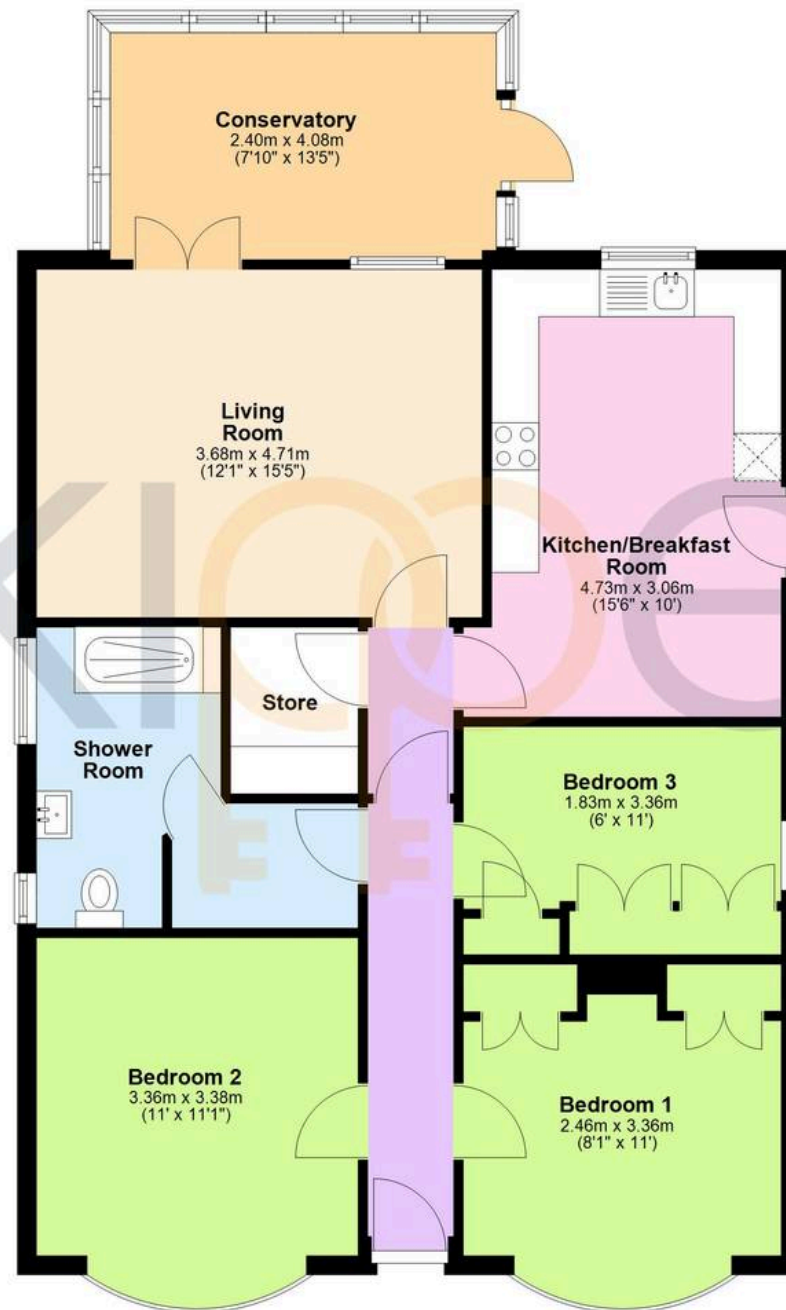 Conservatory
2.40m x 4.08m
(7'10" x 13'5")
Living
Room
3.68m x 4.71m
(12'1" x 15'5")
Kitchen/Breakfast
Room
4.73m x 3.06m
(15'6" x 10')
Store
Shower
Room
Bedroom 3
1.83m x 3.36m
(6' x 11')
Bedroom 2
3.36m x 3.38m
(11' x 11'1")
Bedroom 1
2.46m x 3.36m
(8'1" x 11')